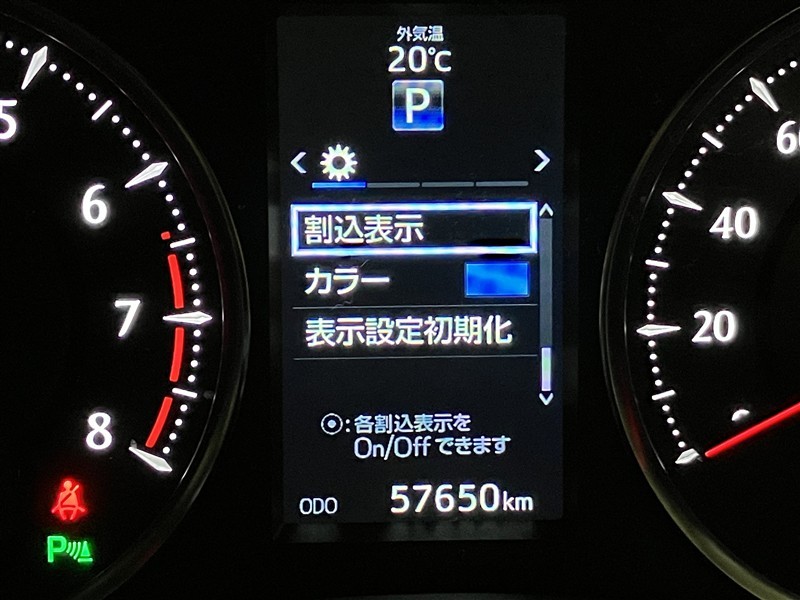 外気温
20℃
P
割込表示
カラー
表示設定初期化
:各割込表示を
On/Offできます
ODO 57650km
5
6
7
8
P
60
40
20